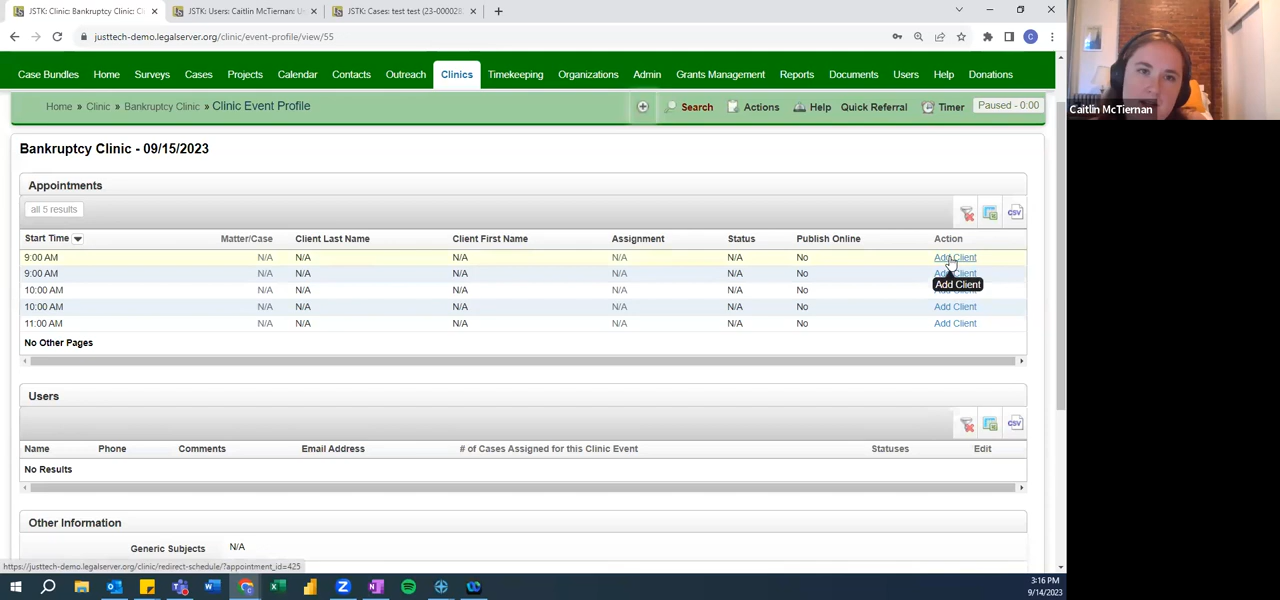 JSTK: Clinic: Bankruptcy Clinic: Cl
JSTK: Users: Caitlin McTiernan: U
JSTK: Cases: test test (23-000028
justtech-demo.legalserver.org/clinic/event-profile/view/55
C
Case Bundles Home Surveys Cases Projects Calendar Contacts Outreach Clinics Timekeeping Organizations Admin Grants Management Reports Documents Users Help Donations
Home » Clinic » Bankruptcy Clinic » Clinic Event Profile
Search Actions Help Quick Referral Timer Paused - 0:00
Caitlin McTiernan
Bankruptcy Clinic - 09/15/2023
Appointments
all 5 results
CSV
Start Time Matter/Case Client Last Name Client First Name Assignment Status Publish Online Action
9:00 AM N/A N/A N/A N/A N/A No Add Client
9:00 AM N/A N/A N/A N/A N/A No Add Client
Add Client
10:00 AM N/A N/A N/A N/A N/A No
10:00 AM N/A N/A N/A N/A N/A No Add Client
11:00 AM N/A N/A N/A N/A N/A No Add Client
No Other Pages
Users
CSV
Name Phone Comments Email Address # of Cases Assigned for this Clinic Event Statuses Edit
No Results
Other Information
Generic Subjects N/A
https://justtech-demo.legalserver.org/clinic/redirect-schedule/?appointment_id=425
3:16 PM
9/14/2023